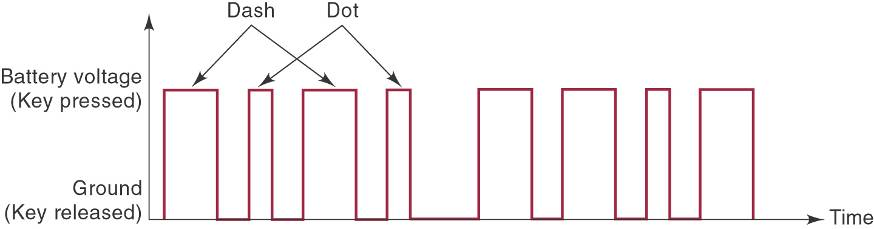 Dash Dot
Battery voltage
(Key pressed)
Ground
(Key released)
Time